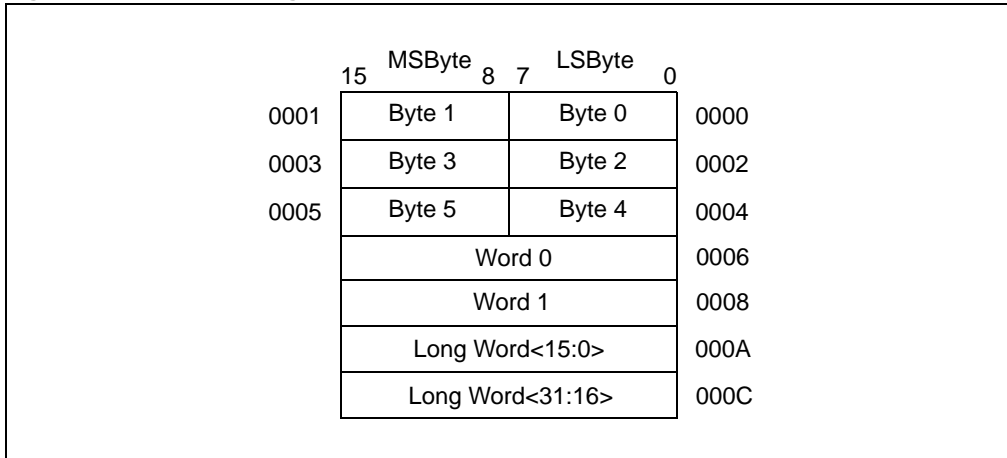 MSByte LSByte
15 8 7 0
0001 Byte 1 Byte 0 0000
0003 Byte 3 Byte 2 0002
0005 Byte 5 Byte 4 0004
Word 0 0006
Word 1 0008
Long Word<15:0> 000A
Long Word<31:16> 000C